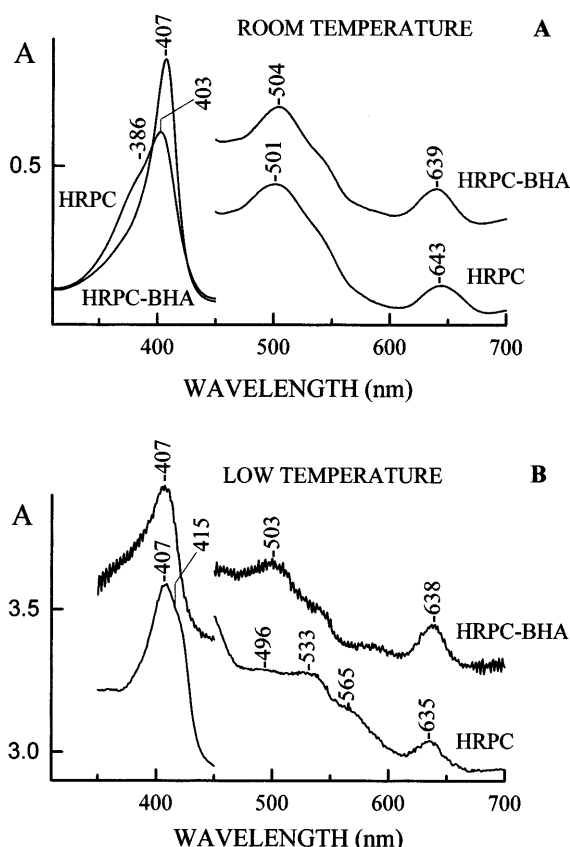 ROOM TEMPERATURE
A
A
-407
403
-386
-504
-501
-639
-643
0.5
HRPC
HRPC-BHA
HRPC-BHA
HRPC
400
500
600
700
WAVELENGTH (nm)
LOW TEMPERATURE
B
A
-407
-407
415
-503
-496
-533
-565
-638
-635
3.5
3.0
HRPC-BHA
HRPC
400
500
600
700
WAVELENGTH (nm)